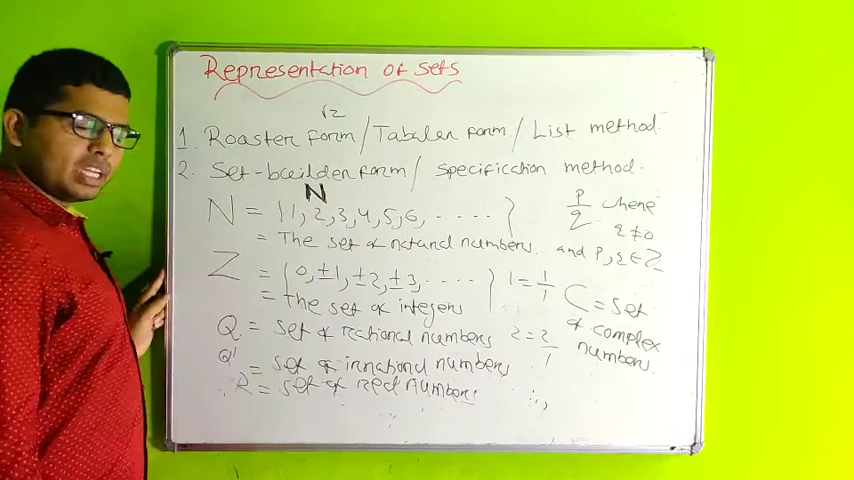 Representation of sets
√2
1. Roaster form/Tabular form/List method.
2. Set-builder form/ specification method.
N
N = {1, 2, 3, 4, 5, 6, .....}
= The set of natural numbers.
p/q where
q ≠ 0
and p, q ∈ Z
Z = {0, ±1, ±2, ±3, .....}
= The set of integers
1 = 1/1
C = set
of complex
numbers.
Q = set of rational numbers
2 = 2/1
Q' = set of irrational numbers
R = set of real numbers